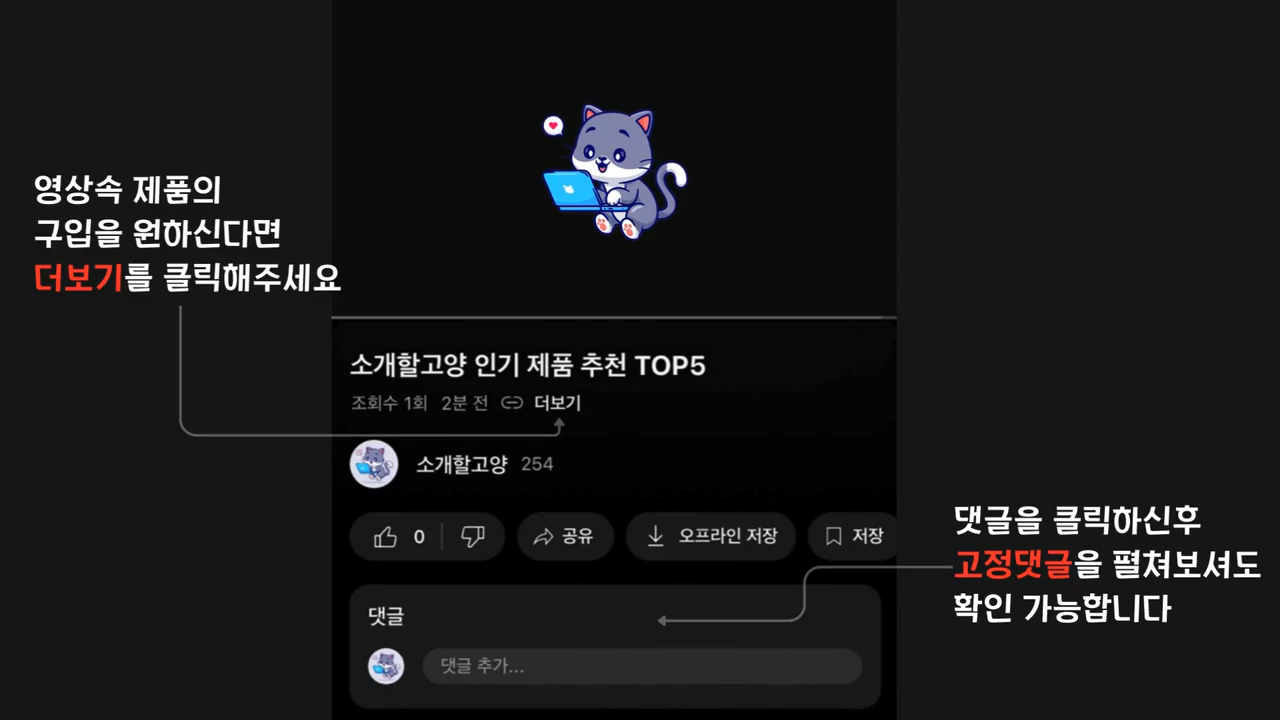 영상속 제품의
구입을 원하신다면
더보기를 클릭해주세요
소개할고양 인기 제품 추천 TOP5
조회수 1회 2분 전 더보기
소개할고양 254
0 공유 오프라인 저장 저장
댓글을 클릭하신후
고정댓글을 펼쳐보셔도
확인 가능합니다
댓글
댓글 추가...